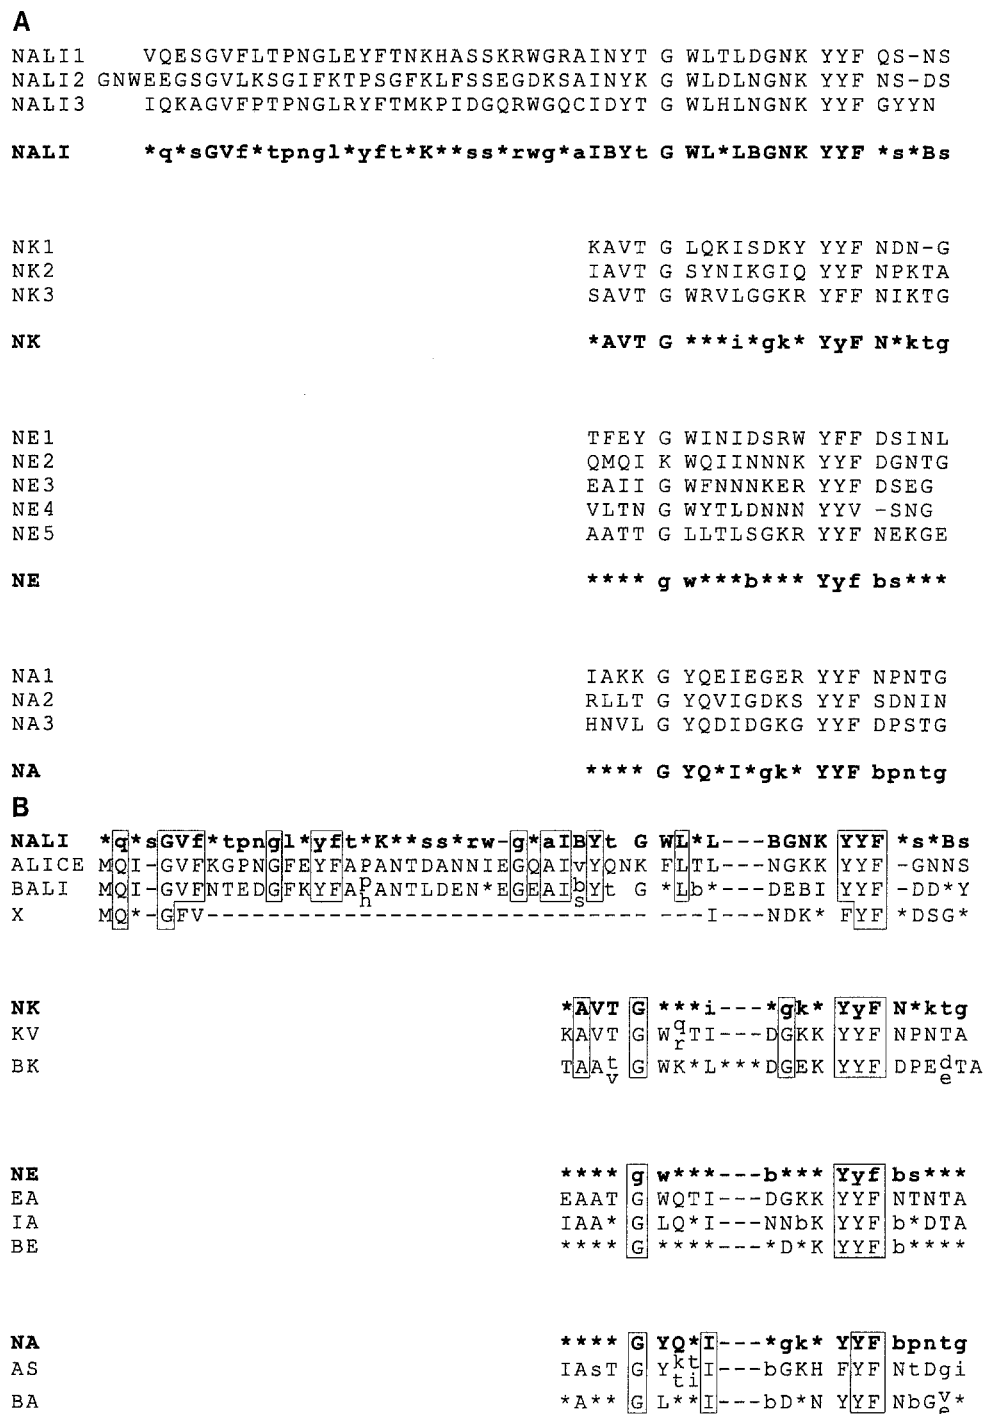 A
NALI1 VQESGVFLTPNGLEYFTNKHASSKRWGRAINYT G WLTLDGNK YYF QS-NS
NALI2 GNWEEGSGVLKSGIFKTPSGFKLFSSEGDKSAINYK G WLDLNGNK YYF NS-DS
NALI3 IQKAGVFPTPNGLRYFTMKPIDGQRWGQCIDYT G WLHLNGNK YYF GYYN
NALI *q*sGVf*tpngl*yft*K**ss*rwg*aIBYt G WL*LBGNK YYF *s*Bs
NK1 KAVT G LQKISDKY YYF NDN-G
NK2 IAVT G SYNIKGIQ YYF NPKTA
NK3 SAVT G WRVLGGKR YFF NIKTG
NK *AVT G ***i*gk* YyF N*ktg
NE1 TFEY G WINIDSRW YFF DSINL
NE2 QMQI K WQIINNNK YYF DGNTG
NE3 EAII G WFNNNKER YYF DSEG
NE4 VLTN G WYTLDNNN YYV -SNG
NE5 AATT G LLTLSGKR YYF NEKGE
NE **** g w***b*** Yyf bs***
NA1 IAKK G YQEIEGER YYF NPNTG
NA2 RLLT G YQVIGDKS YYF SDNIN
NA3 HNVL G YQDIDGKG YYF DPSTG
NA **** G YQ*I*gk* YYF bpntg
B
NALI *q*sGVf*tpngl*yft*K**ss*rw-g*aIBYt G WL*L---BGNK YYF *s*Bs
ALICE MQI-GVFKGPNGFEYFAPANTDANNIEGQAIvYQNK FLTL---NGKK YYF -GNNS
BALI MQI-GVFNTEDGFKYFAPANTLDEN*EGEAIbYt G *Lb*---DEBI YYF -DD*Y
h s
X MQ*-GFV--------------------------------I---NDK* FYF *DSG*
NK *AVT G ***i---*gk* YyF N*ktg
q
KV KAVT G W TI---DGKK YYF NPNTA
r
BK TAAt G WK*L***DGEK YYF DPEdTA
v e
NE **** g w***---b*** Yyf bs***
EA EAAT G WQTI---DGKK YYF NTNTA
IA IAA* G LQ*I---NNbK YYF b*DTA
BE **** G ****---*D*K YYF b****
NA **** G YQ*I---*gk* YYF bpntg
AS IAsT G YktI---bGKH FYF NtDgi
ti
BA *A** G L**I---bD*N YYF NbGv*
e